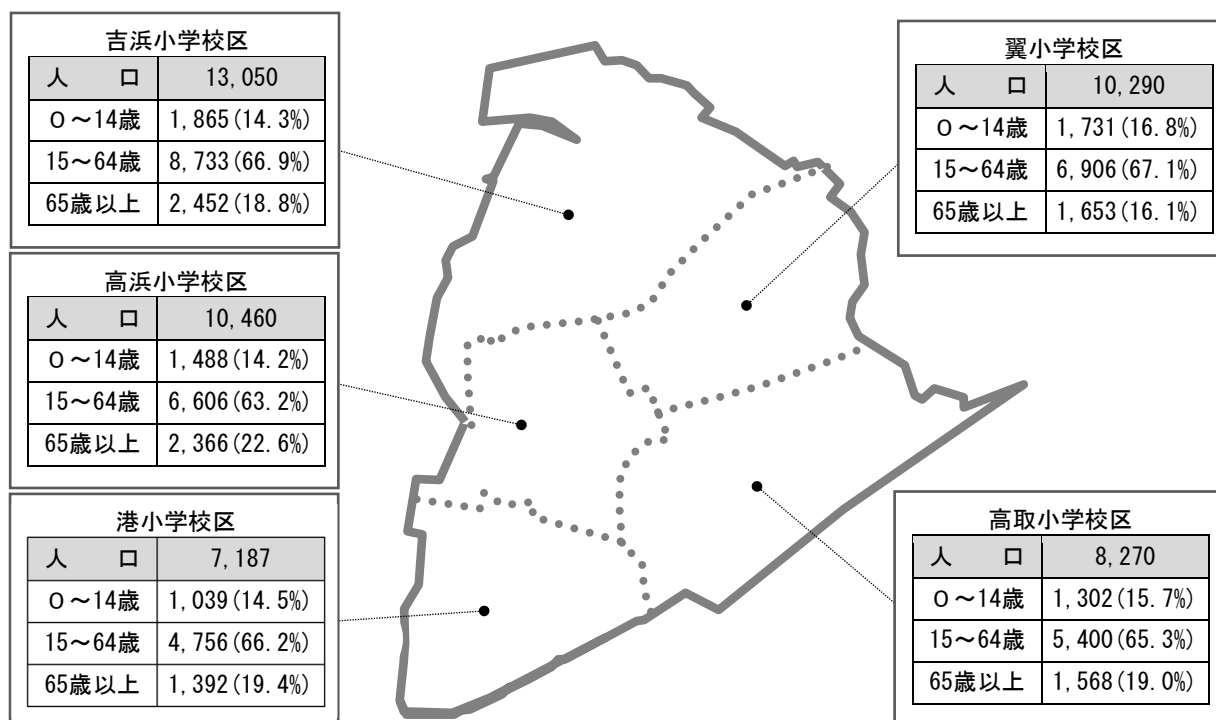 吉浜小学校区
人　　口 13,050
0～14歳 1,865(14.3%)
15～64歳 8,733(66.9%)
65歳以上 2,452(18.8%)
高浜小学校区
人　　口 10,460
0～14歳 1,488(14.2%)
15～64歳 6,606(63.2%)
65歳以上 2,366(22.6%)
港小学校区
人　　口 7,187
0～14歳 1,039(14.5%)
15～64歳 4,756(66.2%)
65歳以上 1,392(19.4%)
翼小学校区
人　　口 10,290
0～14歳 1,731(16.8%)
15～64歳 6,906(67.1%)
65歳以上 1,653(16.1%)
高取小学校区
人　　口 8,270
0～14歳 1,302(15.7%)
15～64歳 5,400(65.3%)
65歳以上 1,568(19.0%)